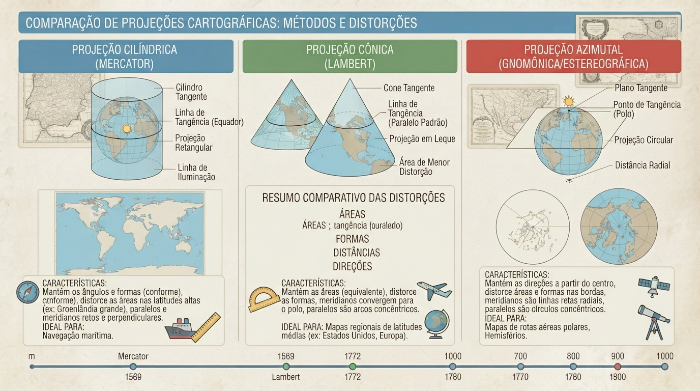 COMPARAÇÃO DE PROJEÇÕES CARTOGRÁFICAS: MÉTODOS E DISTORÇÕES
PROJEÇÃO CILÍNDRICA
(MERCATOR)
Cilindro
Tangente
Linha de
Tangência (Equador)
Projeção
Retangular
Linha de
Iluminação
CARACTERÍSTICAS:
Mantém os ângulos e formas (conforme,
cnforme), distorce as áreas nas latitudes altas
(ex: Groenlândia grande), paralelos e
meridianos retos e perpendiculares.
IDEAL PARA:
Navegação marítima.
PROJEÇÃO CÔNICA
(LAMBERT)
Cone Tangente
Linha de
Tangência
(Paralelo Padrão)
Projeção em Leque
Área de Menor
Distorção
RESUMO COMPARATIVO DAS DISTORÇÕES
ÁREAS
ÁREAS ; tangência (ouraledo)
FORMAS
DISTÂNCIAS
DIREÇÕES
CARACTERÍSTICAS:
Mantém as áreas (equivalente), distorce
as formas, meridianos convergem para
o polo, paralelos são arcos concêntricos.
IDEAL PARA: Mapas regionais de latitudes
médias (ex: Estados Unidos, Europa).
PROJEÇÃO AZIMUTAL
(GNOMÔNICA/ESTEREOGRÁFICA)
Plano Tangente
Ponto de Tangência
(Polo)
Projeção Circular
Distância Radial
CARACTERÍSTICAS:
Mantém as direções a partir do centro,
distorce áreas e formas nas bordas,
meridianos são linhas retas radiais,
paralelos são círculos concêntricos.
IDEAL PARA:
Mapas de rotas aéreas polares,
Hemisférios.
m Mercator 1569 1772 1000 700 800 900 1000
1569 Lambert 1772 1780 1770 1780 1800 1000